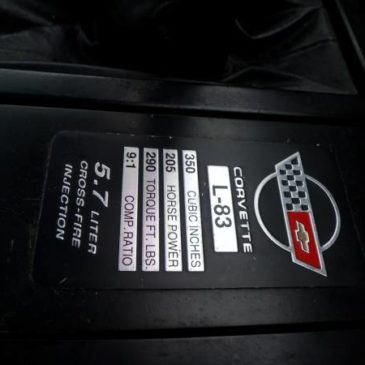 CORVETTE
L-83
350 CUBIC INCHES
205 HORSE POWER
290 TORQUE FT. LBS.
9:1 COMP. RATIO
5.7 LITER
CROSS-FIRE
INJECTION